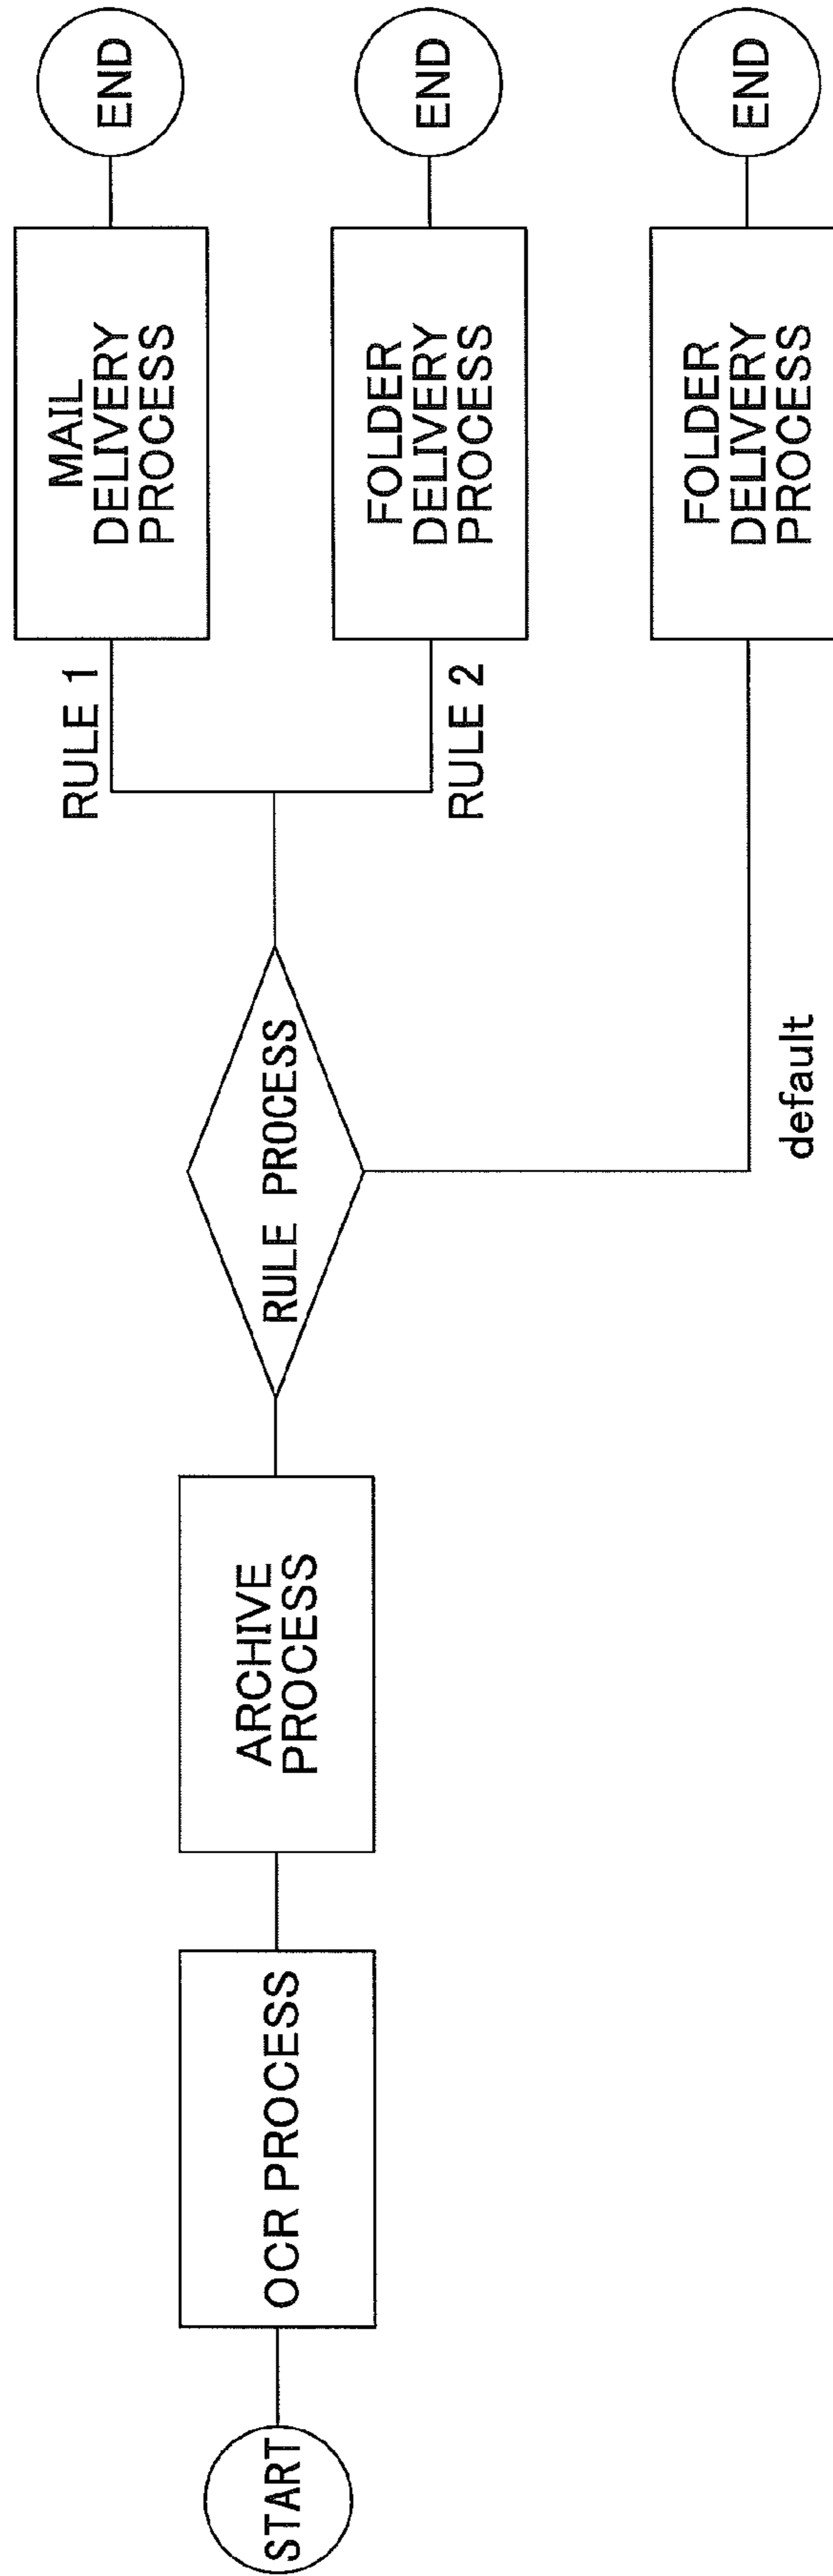 START
OCR PROCESS
ARCHIVE
PROCESS
RULE PROCESS
RULE 1
MAIL
DELIVERY
PROCESS
END
RULE 2
FOLDER
DELIVERY
PROCESS
END
default
FOLDER
DELIVERY
PROCESS
END